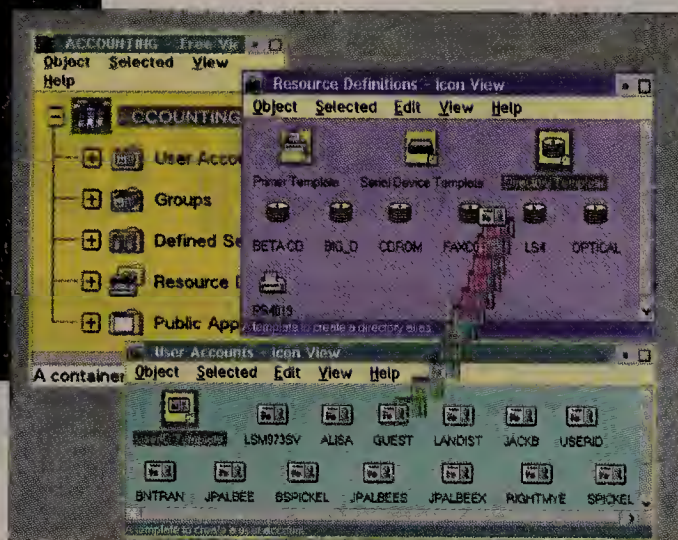 ACCOUNTING - Tree Vie
Object Selected View
Help
ACCOUNTING
User Accou
Groups
Defined Se
Resource D
Public App
A container
Resource Definitions - Icon View
Object Selected Edit View Help
Printer Template Serial Device Template
BETACD BIG_D CDROM LS4 OPTICAL
PS4019
template to create a directory alias.
User Accounts - Icon View
Object Selected Edit View Help
LSM973SV ALISA GUEST LANDIST JACKB USERID
BNTRAN JPALBEE BSPICKEL JPALBEES JPALBEEX RIGHTMYE SPICKEL
A template to create a user account.